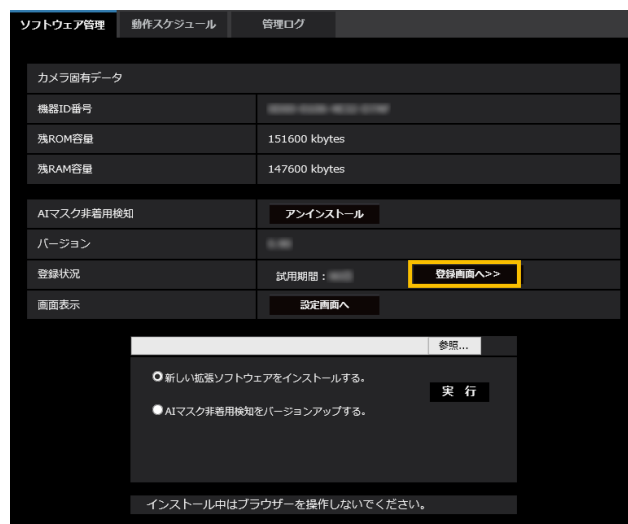 ソフトウェア管理 動作スケジュール 管理ログ
カメラ固有データ
機器ID番号
残ROM容量 151600 kbytes
残RAM容量 147600 kbytes
AIマスク非着用検知 アンインストール
バージョン
登録状況 試用期間： 登録画面へ>>
画面表示 設定画面へ
参照...
新しい拡張ソフトウェアをインストールする。
実 行
AIマスク非着用検知をバージョンアップする。
インストール中はブラウザーを操作しないでください。